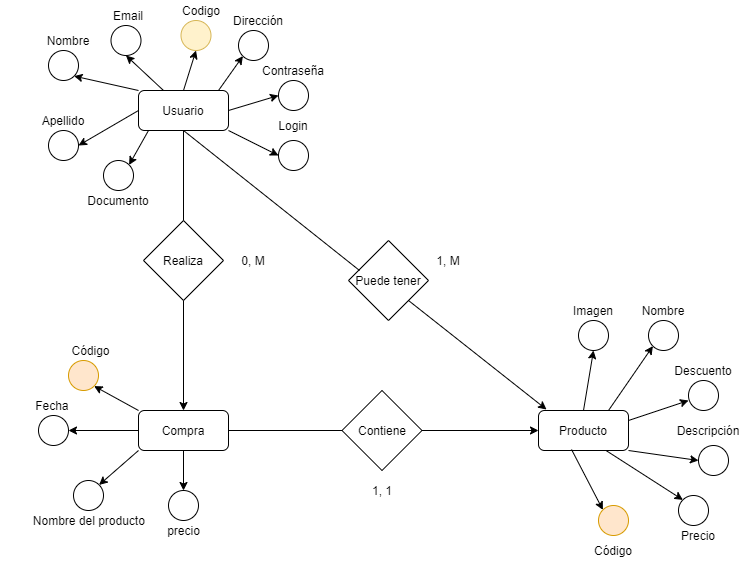 Email
Codigo
Dirección
Nombre
Contraseña
Usuario
Apellido
Login
Documento
Realiza
0, M
1, M
Puede tener
Imagen
Nombre
Código
Descuento
Fecha
Compra
Contiene
Producto
Descripción
1, 1
Nombre del producto
precio
Precio
Código